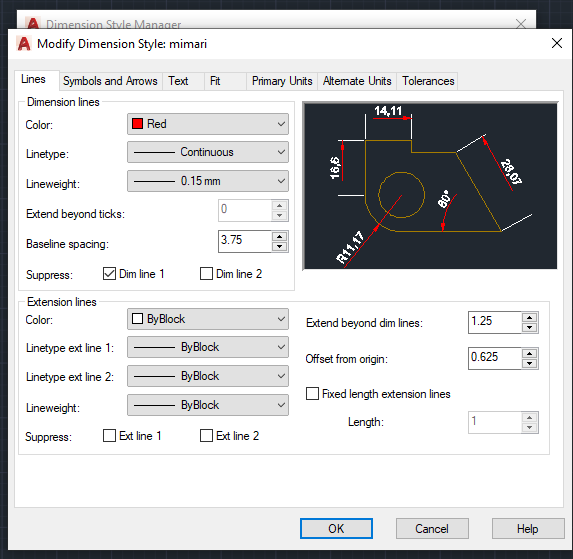 Dimension Style Manager
Modify Dimension Style: mimari
Lines Symbols and Arrows Text Fit Primary Units Alternate Units Tolerances
Dimension lines
Color: Red
Linetype: Continuous
Lineweight: 0.15 mm
Extend beyond ticks: 0
Baseline spacing: 3.75
Suppress: Dim line 1 Dim line 2
14,11
16,6
28,07
60°
R11,17
Extension lines
Color: ByBlock
Linetype ext line 1: ByBlock
Linetype ext line 2: ByBlock
Lineweight: ByBlock
Suppress: Ext line 1 Ext line 2
Extend beyond dim lines: 1.25
Offset from origin: 0.625
Fixed length extension lines
Length: 1
OK Cancel Help